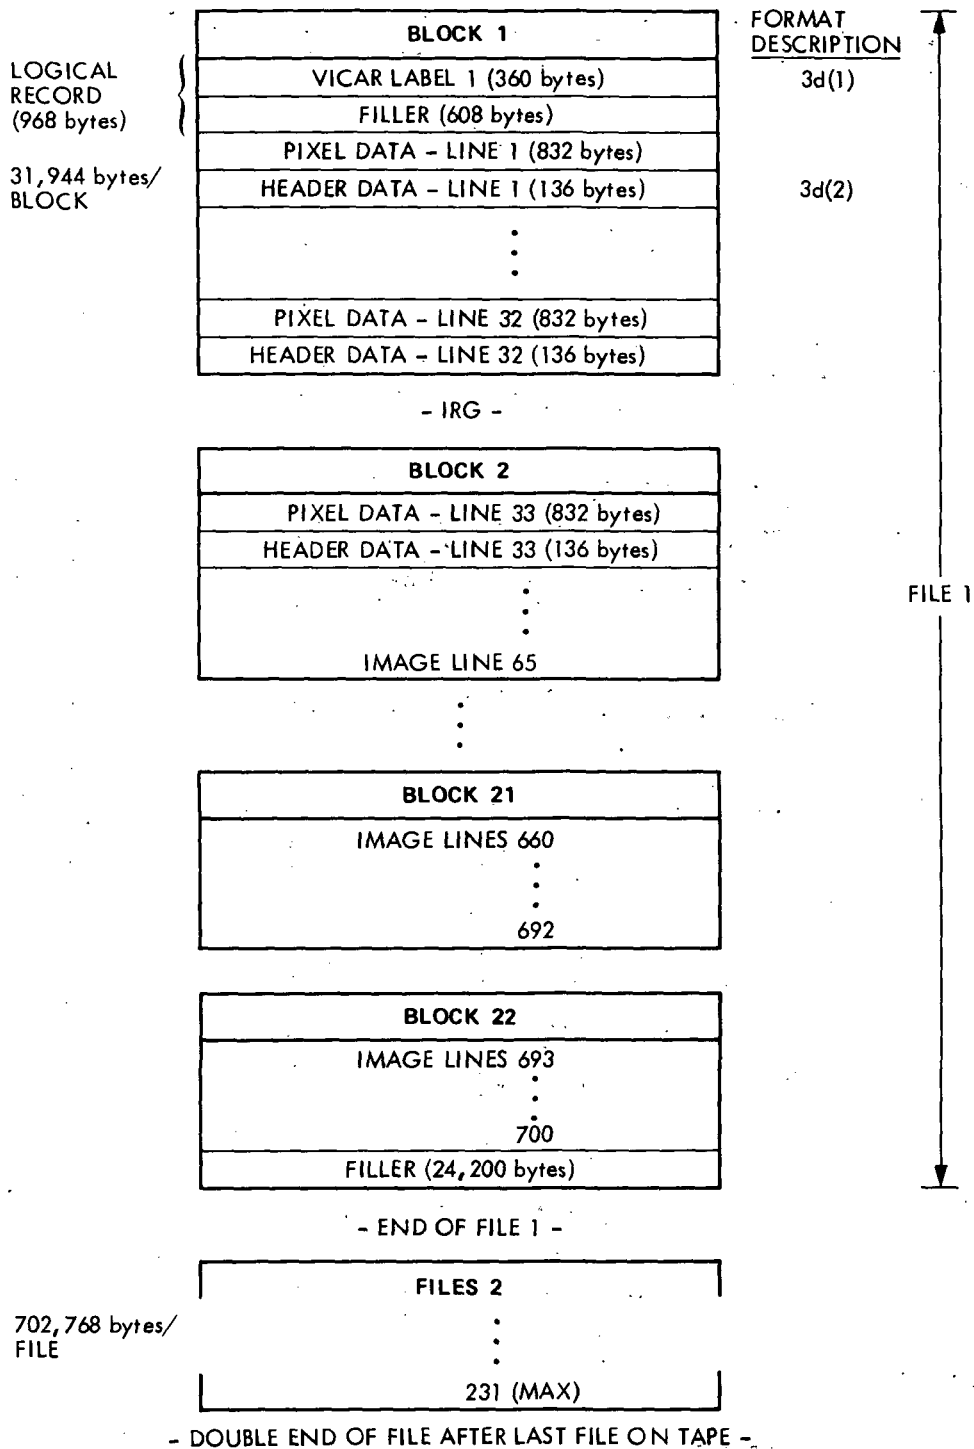 BLOCK 1
FORMAT
DESCRIPTION
LOGICAL
RECORD
(968 bytes)
VICAR LABEL 1 (360 bytes)
3d(1)
FILLER (608 bytes)
PIXEL DATA - LINE 1 (832 bytes)
31,944 bytes/
BLOCK
HEADER DATA - LINE 1 (136 bytes)
3d(2)
PIXEL DATA - LINE 32 (832 bytes)
HEADER DATA - LINE 32 (136 bytes)
- IRG -
BLOCK 2
PIXEL DATA - LINE 33 (832 bytes)
HEADER DATA - LINE 33 (136 bytes)
FILE 1
IMAGE LINE 65
BLOCK 21
IMAGE LINES 660
692
BLOCK 22
IMAGE LINES 693
700
FILLER (24,200 bytes)
- END OF FILE 1 -
FILES 2
702,768 bytes/
FILE
231 (MAX)
- DOUBLE END OF FILE AFTER LAST FILE ON TAPE -